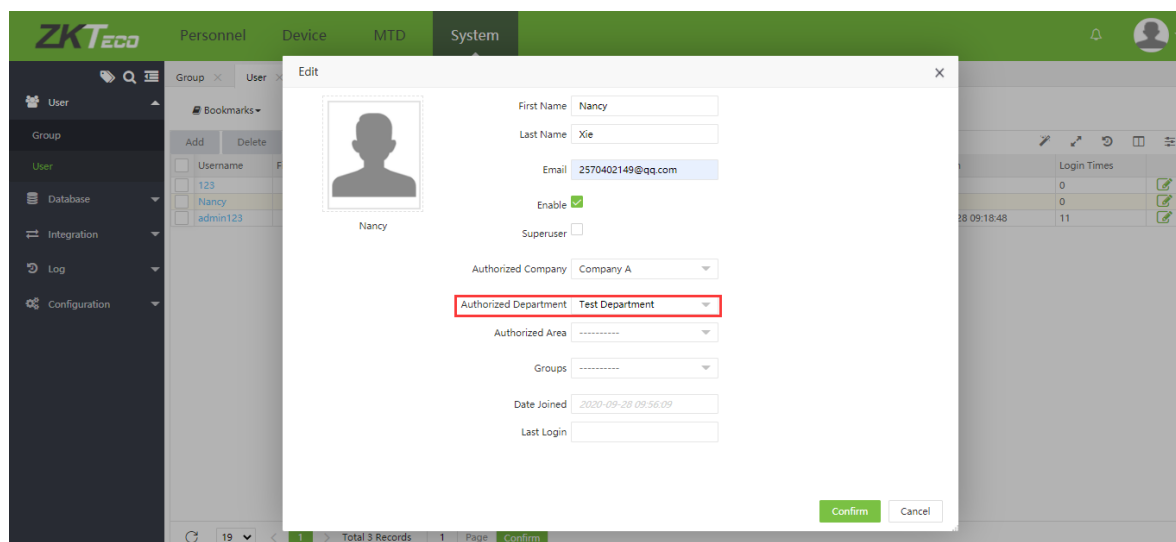 ZKTeco Personnel Device MTD System
Group User
Edit
User
Group
User
Database
Integration
Log
Configuration
Bookmarks
Add Delete
Username F Login Times
123 0
Nancy 0
admin123 28 09:18:48 11
Nancy
First Name Nancy
Last Name Xie
Email 2570402149@qq.com
Enable
Superuser
Authorized Company Company A
Authorized Department Test Department
Authorized Area ----------
Groups ----------
Date Joined 2020-09-28 09:56:09
Last Login
Confirm Cancel
19 < 1 > Total 3 Records 1 Page Confirm